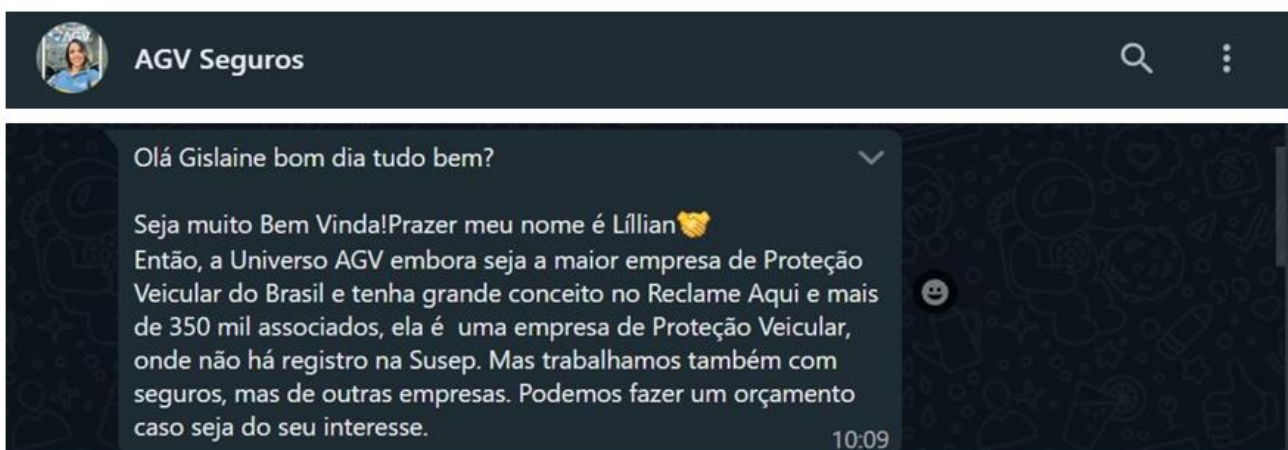 AGV Seguros
Olá Gislaine bom dia tudo bem?
Seja muito Bem Vinda!Prazer meu nome é Líllian🤝
Então, a Universo AGV embora seja a maior empresa de Proteção
Veicular do Brasil e tenha grande conceito no Reclame Aqui e mais
de 350 mil associados, ela é  uma empresa de Proteção Veicular,
onde não há registro na Susep. Mas trabalhamos também com
seguros, mas de outras empresas. Podemos fazer um orçamento
caso seja do seu interesse.
10:09